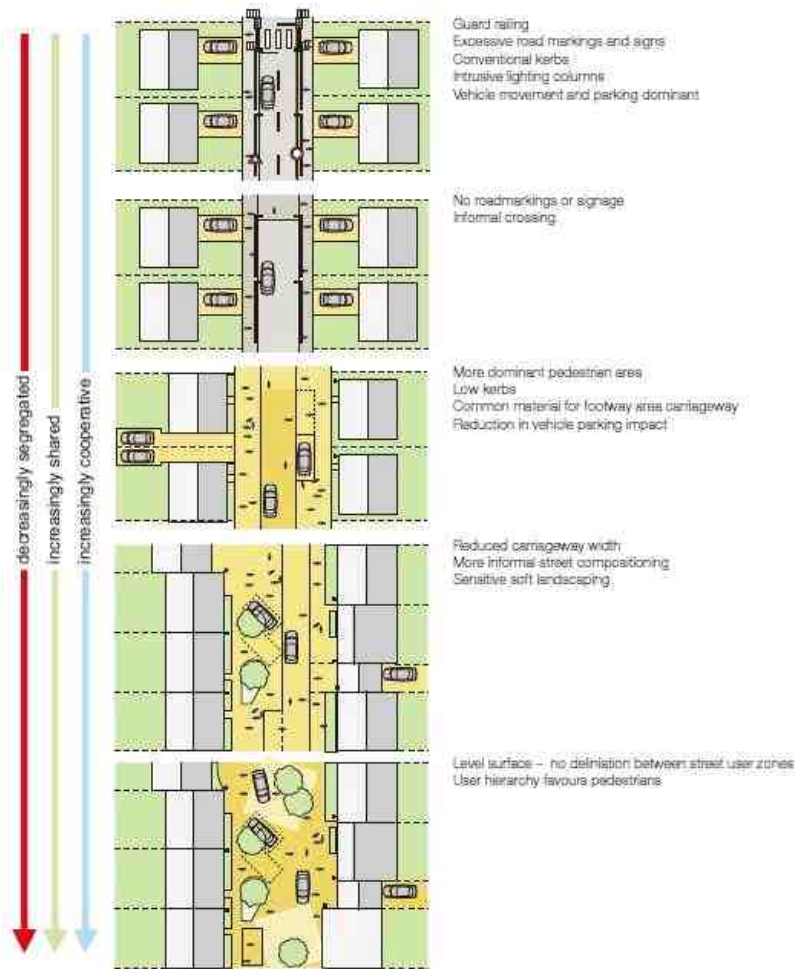 Guard railing
Excessive road markings and signs
Conventional kerbs
Intrusive lighting columns
Vehicle movement and parking dominant
No roadmarkings or signage
Informal crossing
More dominant pedestrian area
Low kerbs
Common material for footway area carriageway
Reduction in vehicle parking impact
Reduced carriageway width
More informal street compositioning
Sensitive soft landscaping
Level surface – no deliniation between street user zones
User hierarchy favours pedestrians
decreasingly segregated
increasingly shared
increasingly cooperative